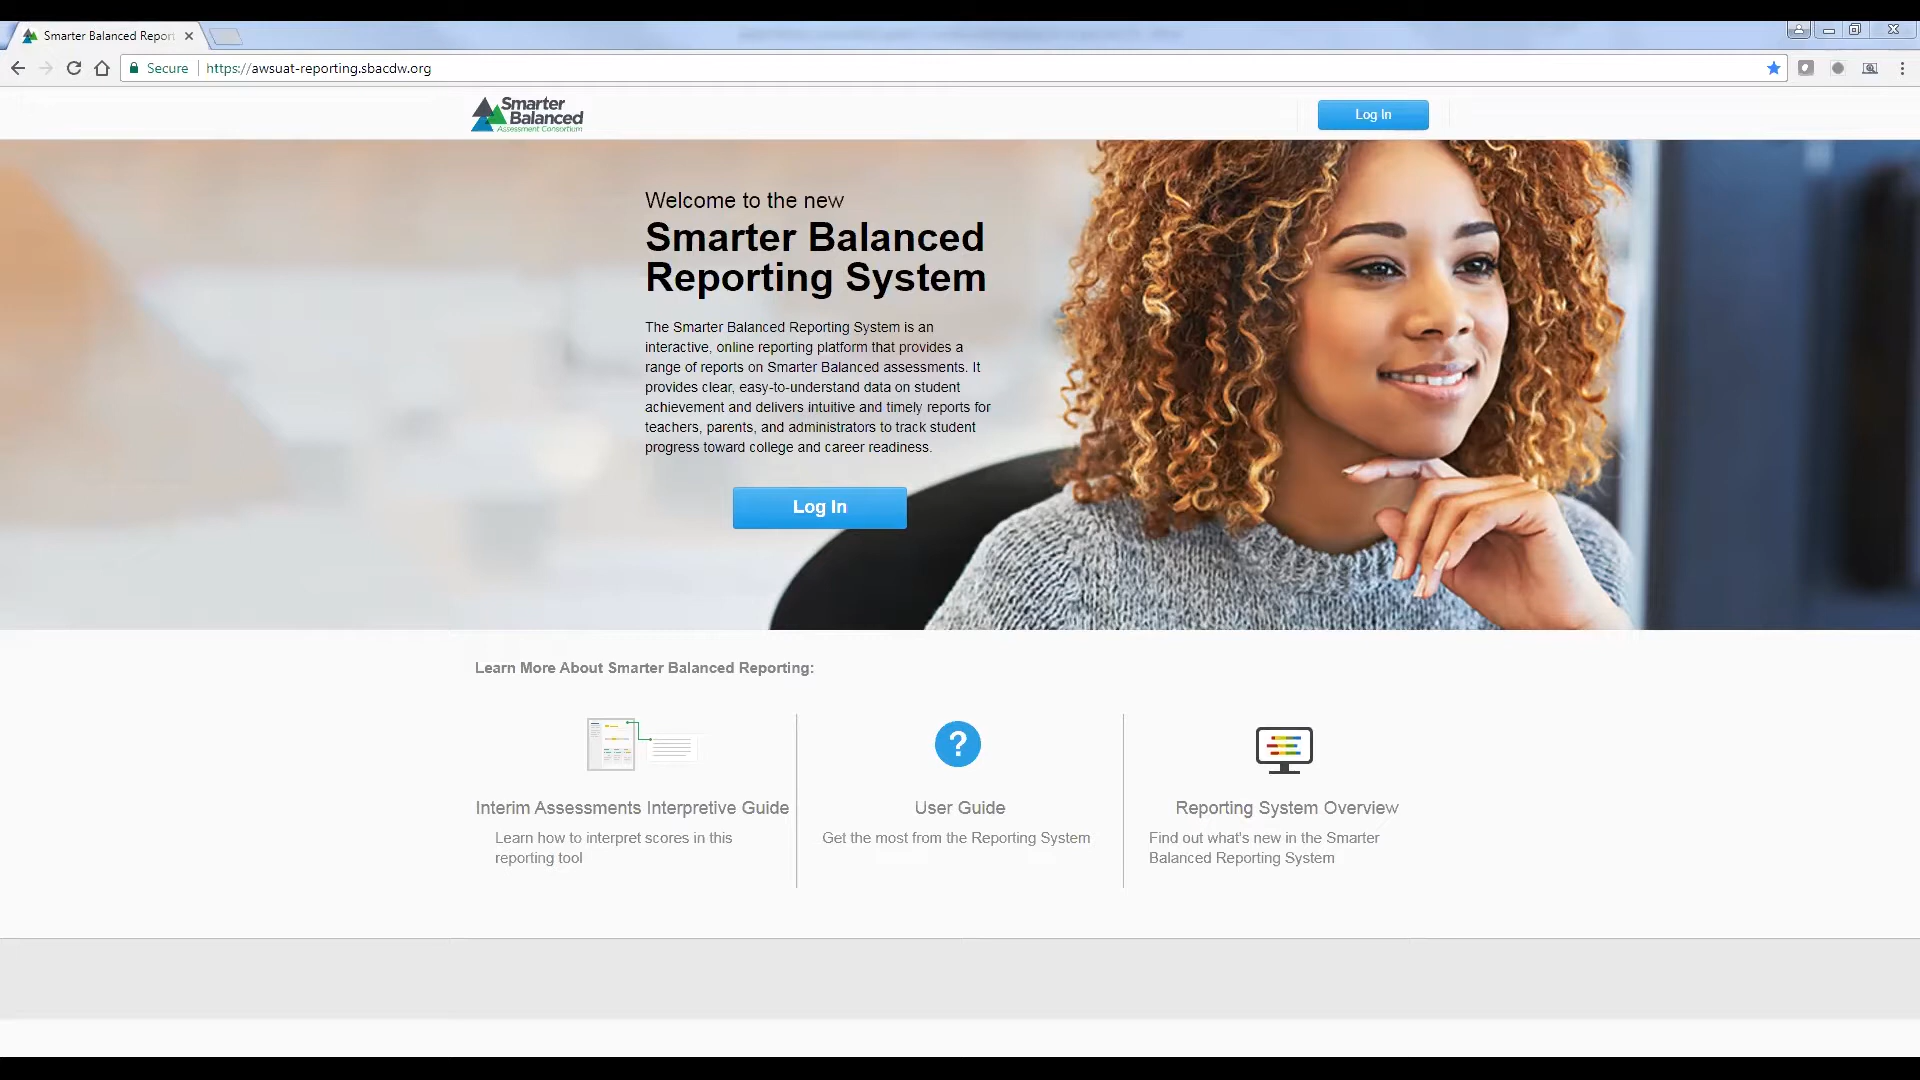 Smarter Balanced Report
Secure
https://awsuat-reporting.sbacdw.org
Smarter
Balanced
Assessment Consortium
Log In
Welcome to the new
Smarter Balanced
Reporting System
The Smarter Balanced Reporting System is an
interactive, online reporting platform that provides a
range of reports on Smarter Balanced assessments. It
provides clear, easy-to-understand data on student
achievement and delivers intuitive and timely reports for
teachers, parents, and administrators to track student
progress toward college and career readiness.
Log In
Learn More About Smarter Balanced Reporting:
?
Interim Assessments Interpretive Guide
Learn how to interpret scores in this
reporting tool
User Guide
Get the most from the Reporting System
Reporting System Overview
Find out what's new in the Smarter
Balanced Reporting System